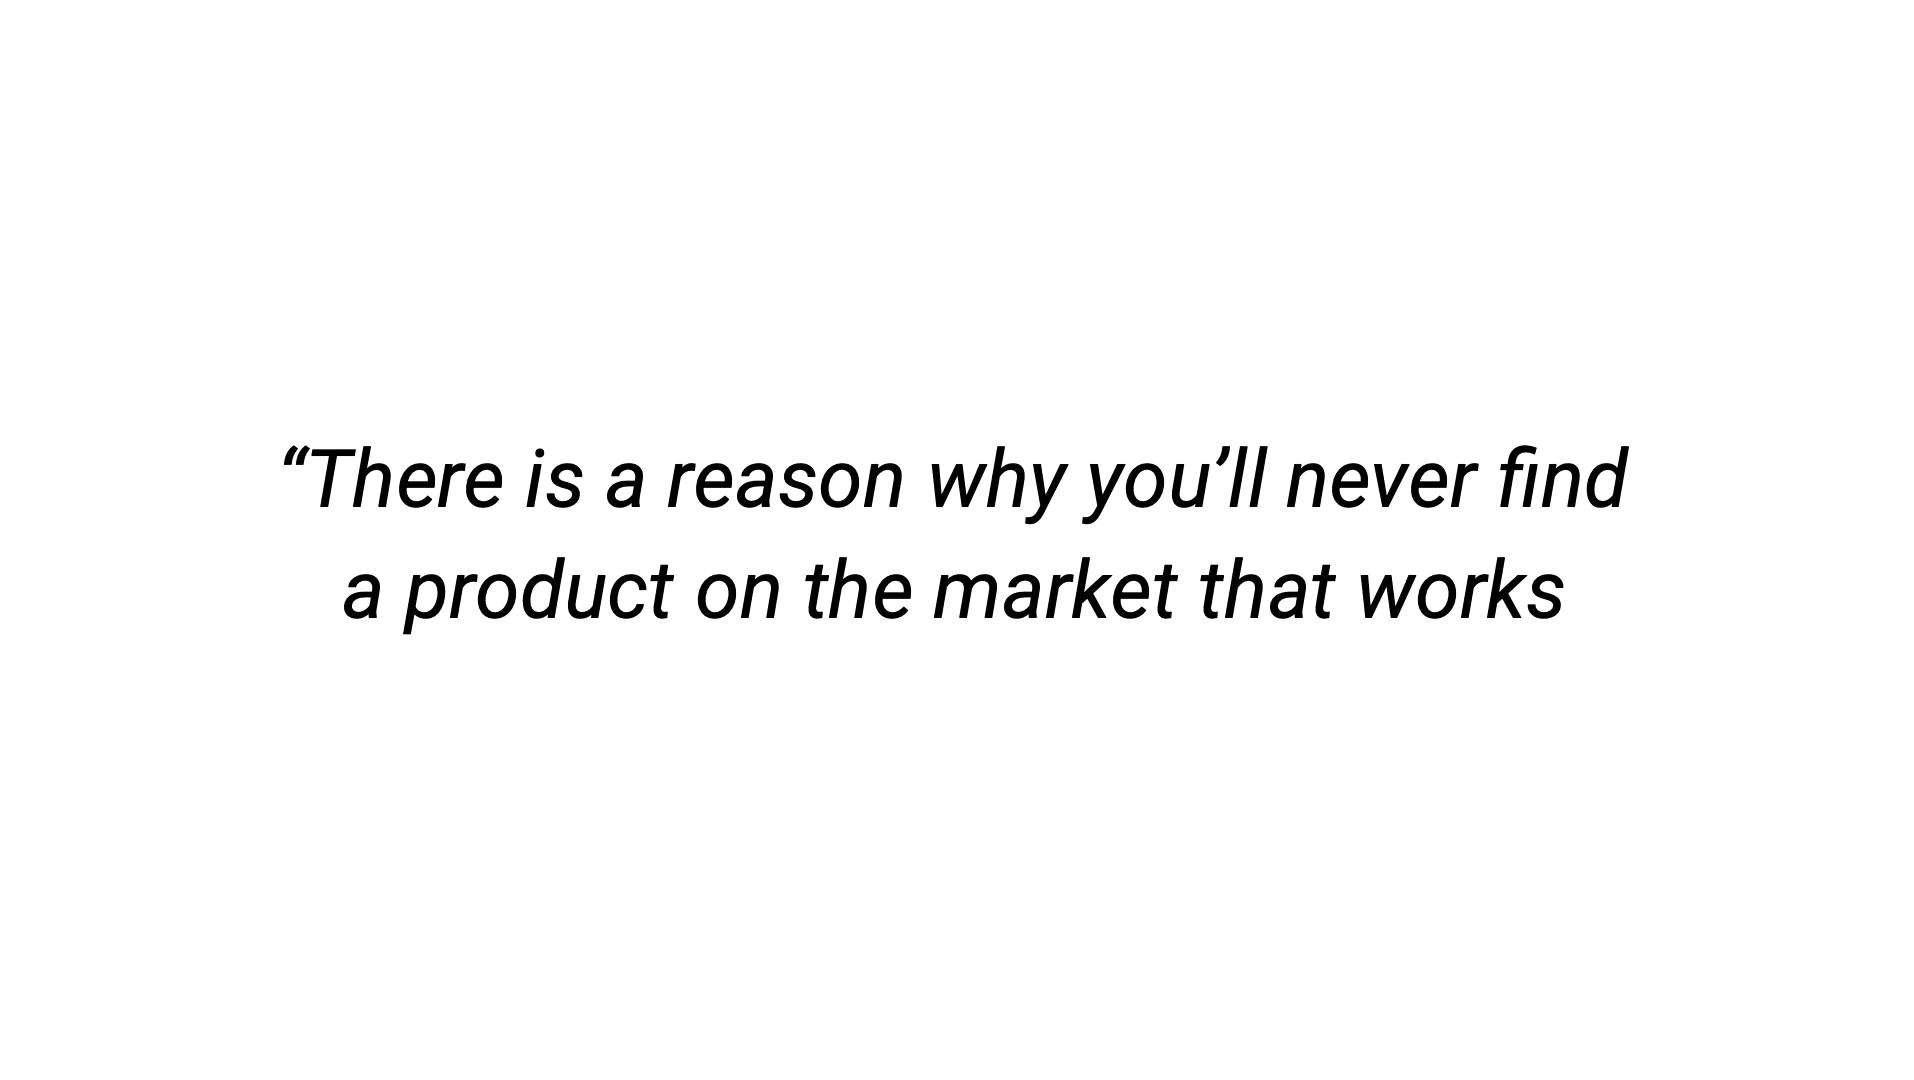 “There is a reason why you’ll never find
a product on the market that works